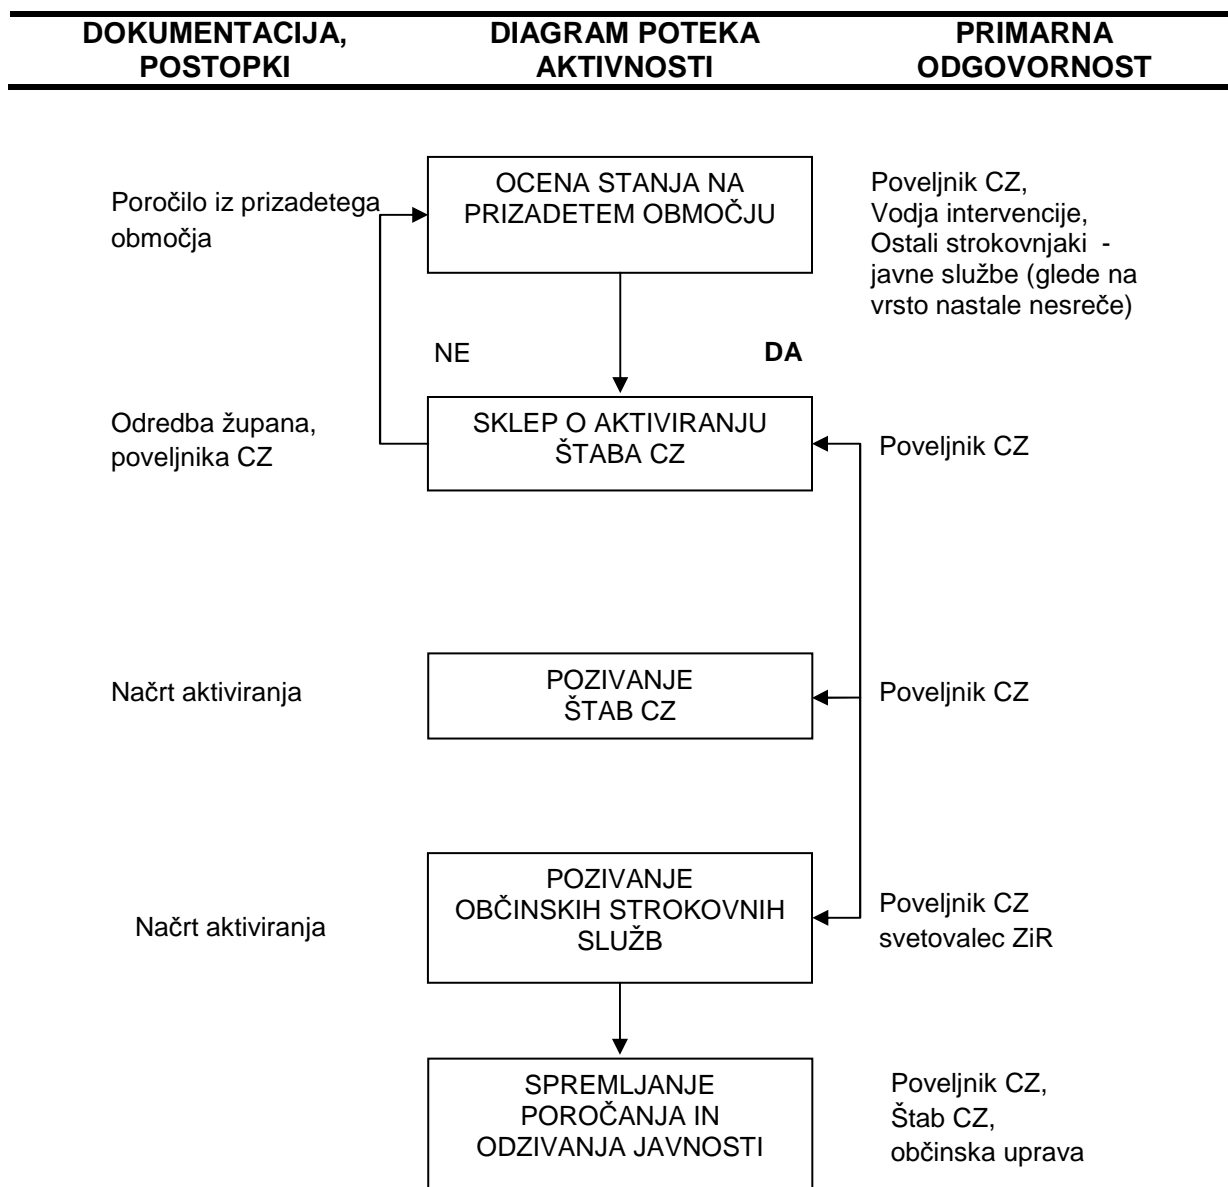 DOKUMENTACIJA,
POSTOPKI
DIAGRAM POTEKA
AKTIVNOSTI
PRIMARNA
ODGOVORNOST
Poročilo iz prizadetega
območja
OCENA STANJA NA
PRIZADETEM OBMOČJU
Poveljnik CZ,
Vodja intervencije,
Ostali strokovnjaki -
javne službe (glede na
vrsto nastale nesreče)
NE
DA
Odredba župana,
poveljnika CZ
SKLEP O AKTIVIRANJU
ŠTABA CZ
Poveljnik CZ
Načrt aktiviranja
POZIVANJE
ŠTAB CZ
Poveljnik CZ
Načrt aktiviranja
POZIVANJE
OBČINSKIH STROKOVNIH
SLUŽB
Poveljnik CZ
svetovalec ZiR
SPREMLJANJE
POROČANJA IN
ODZIVANJA JAVNOSTI
Poveljnik CZ,
Štab CZ,
občinska uprava